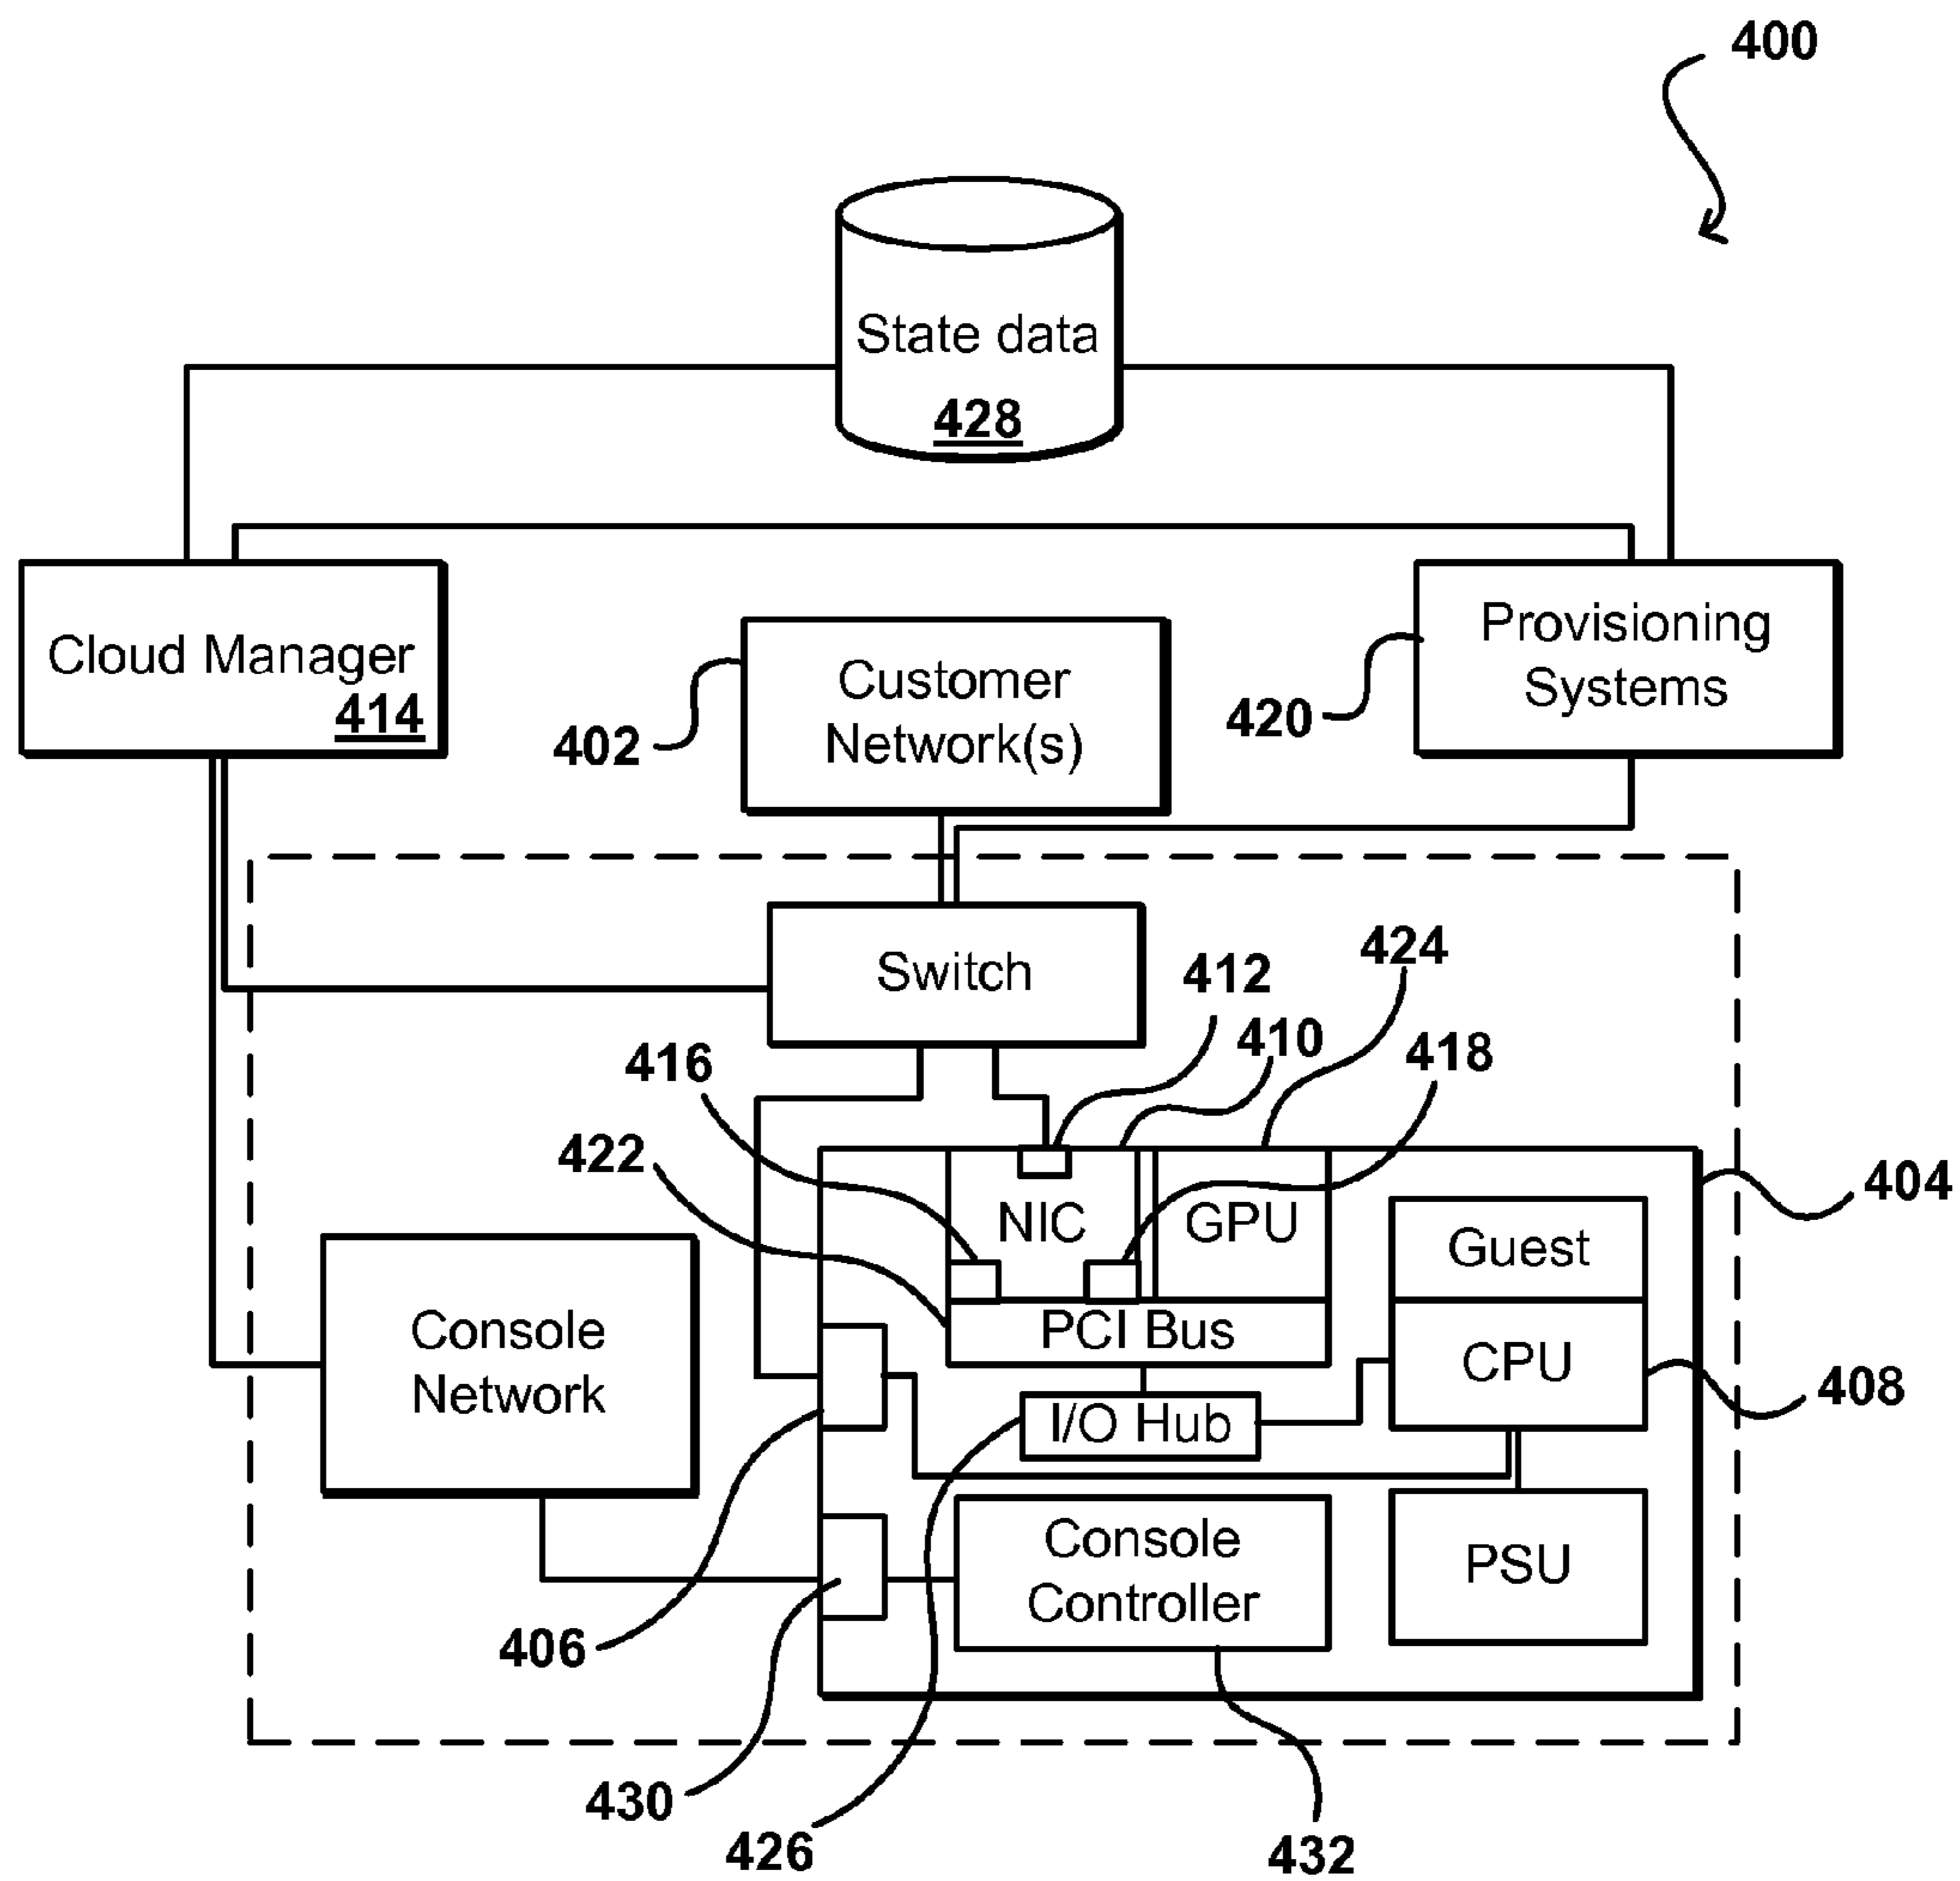 400
State data
428
Cloud Manager
414
Customer
Network(s)
402
Provisioning
Systems
420
Switch
412
424
410
418
416
422
404
NIC
GPU
Guest
PCI Bus
CPU
408
Console
Network
I/O Hub
Console
Controller
PSU
406
430
426
432